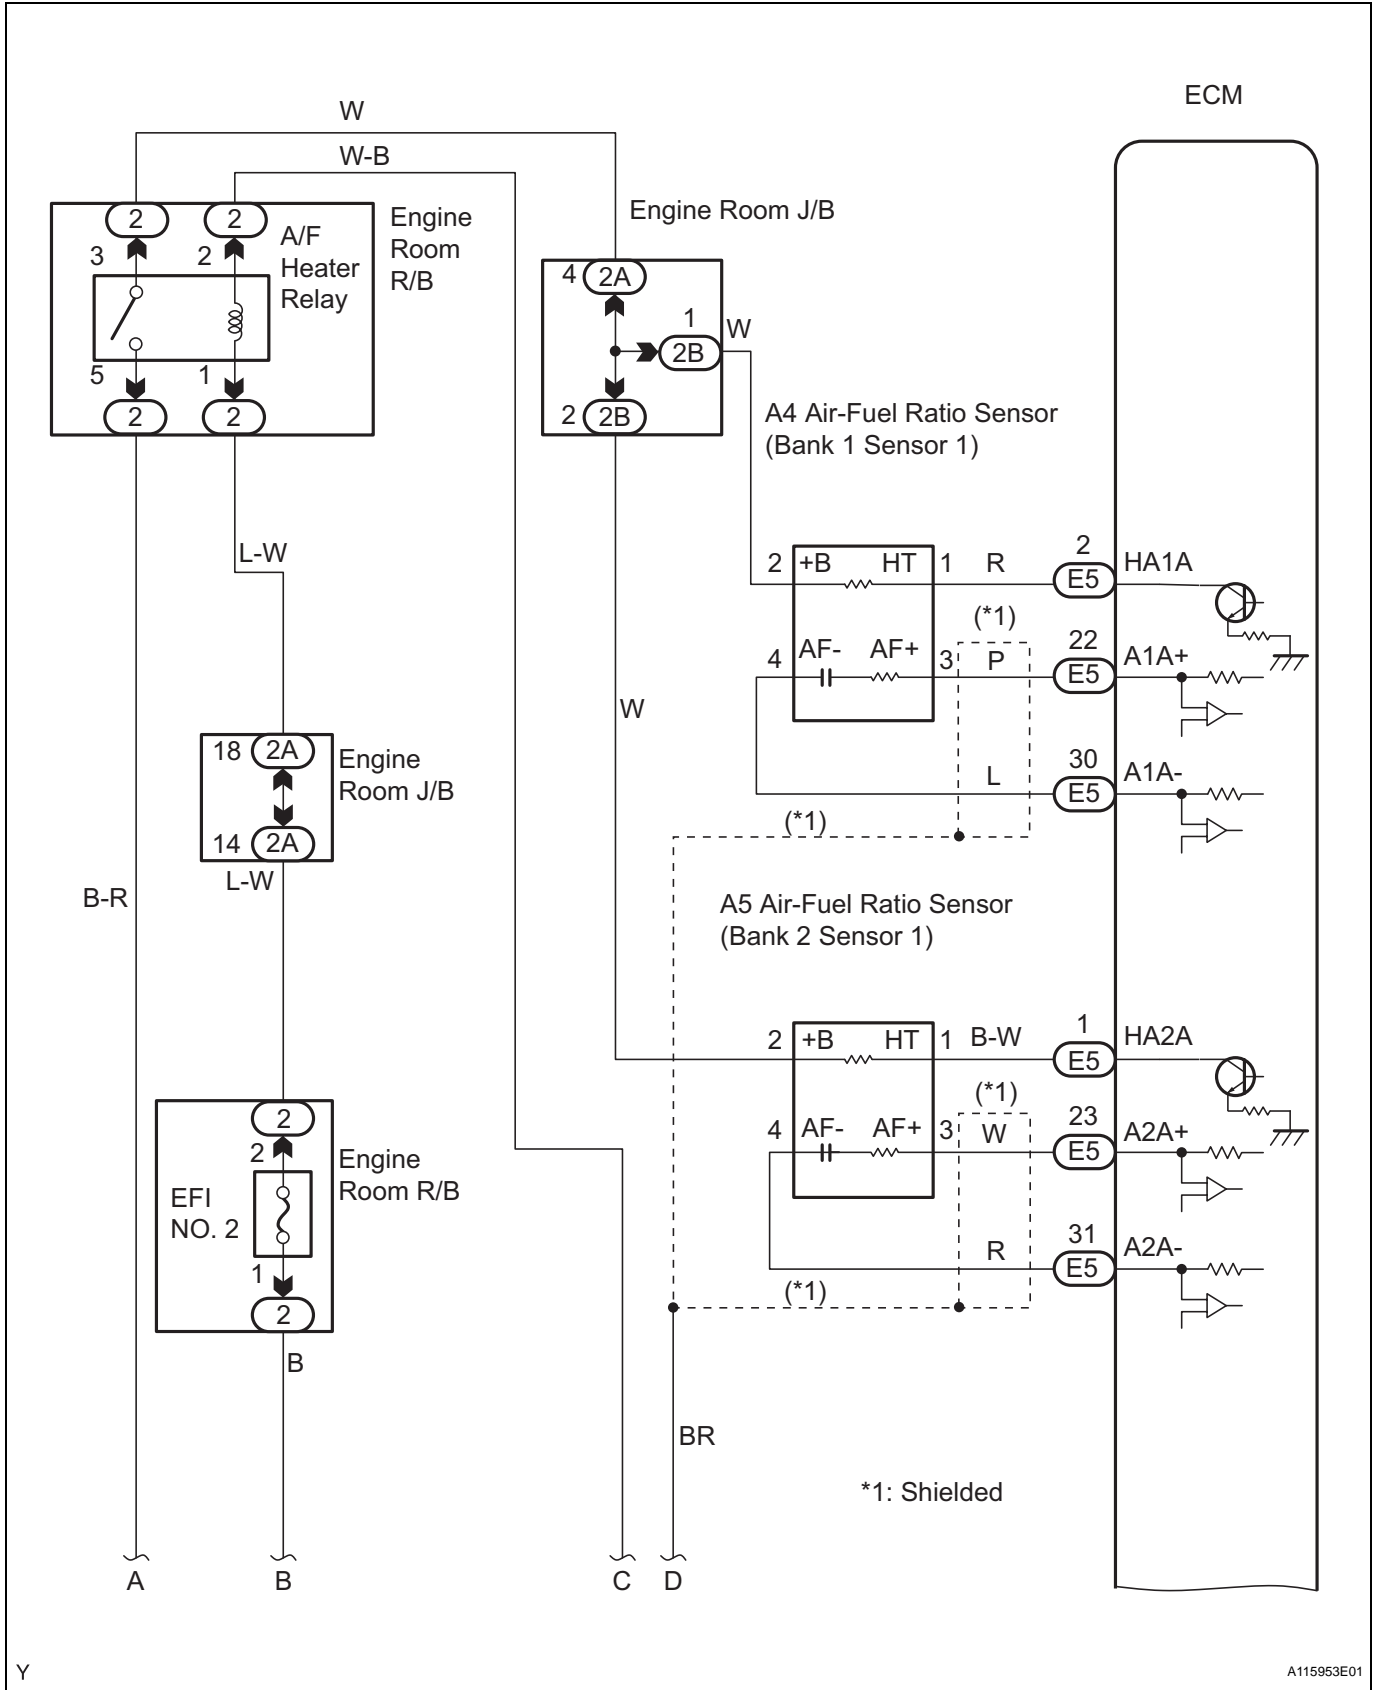 ECM
W
W-B
Engine Room J/B
2
2
Engine
Room
R/B
A/F
Heater
Relay
3
2
4
2A
1
W
2B
5
1
2
2
2
2B
A4 Air-Fuel Ratio Sensor
(Bank 1 Sensor 1)
L-W
2
+B
HT
1
R
2
E5
HA1A
(*1)
4
AF-
AF+
3
P
22
E5
A1A+
W
18
2A
Engine
Room J/B
14
2A
L
30
E5
A1A-
(*1)
L-W
B-R
A5 Air-Fuel Ratio Sensor
(Bank 2 Sensor 1)
2
+B
HT
1
B-W
1
E5
HA2A
(*1)
2
2
Engine
Room R/B
4
AF-
AF+
3
W
23
E5
A2A+
EFI
NO. 2
1
2
R
31
E5
A2A-
(*1)
B
BR
*1: Shielded
A
B
C
D
Y
A115953E01